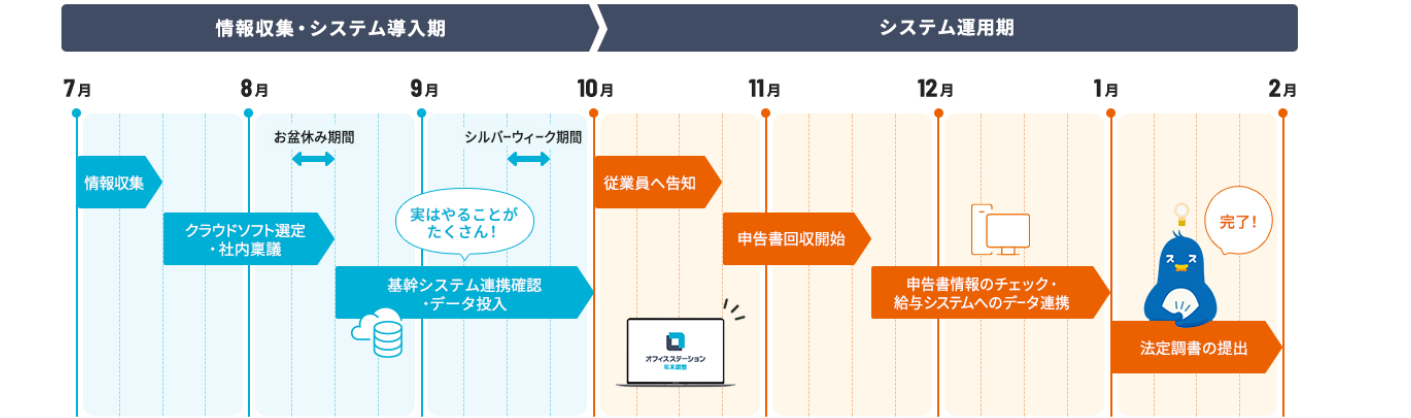 情報収集・システム導入期
システム運用期
7月
8月
9月
10月
11月
12月
1月
2月
お盆休み期間
シルバーウィーク期間
情報収集
クラウドソフト選定
・社内稟議
実はやることが
たくさん！
基幹システム連携確認
・データ投入
従業員へ告知
申告書回収開始
申告書情報のチェック・
給与システムへのデータ連携
完了！
法定調書の提出
オフィスステーション
年末調整